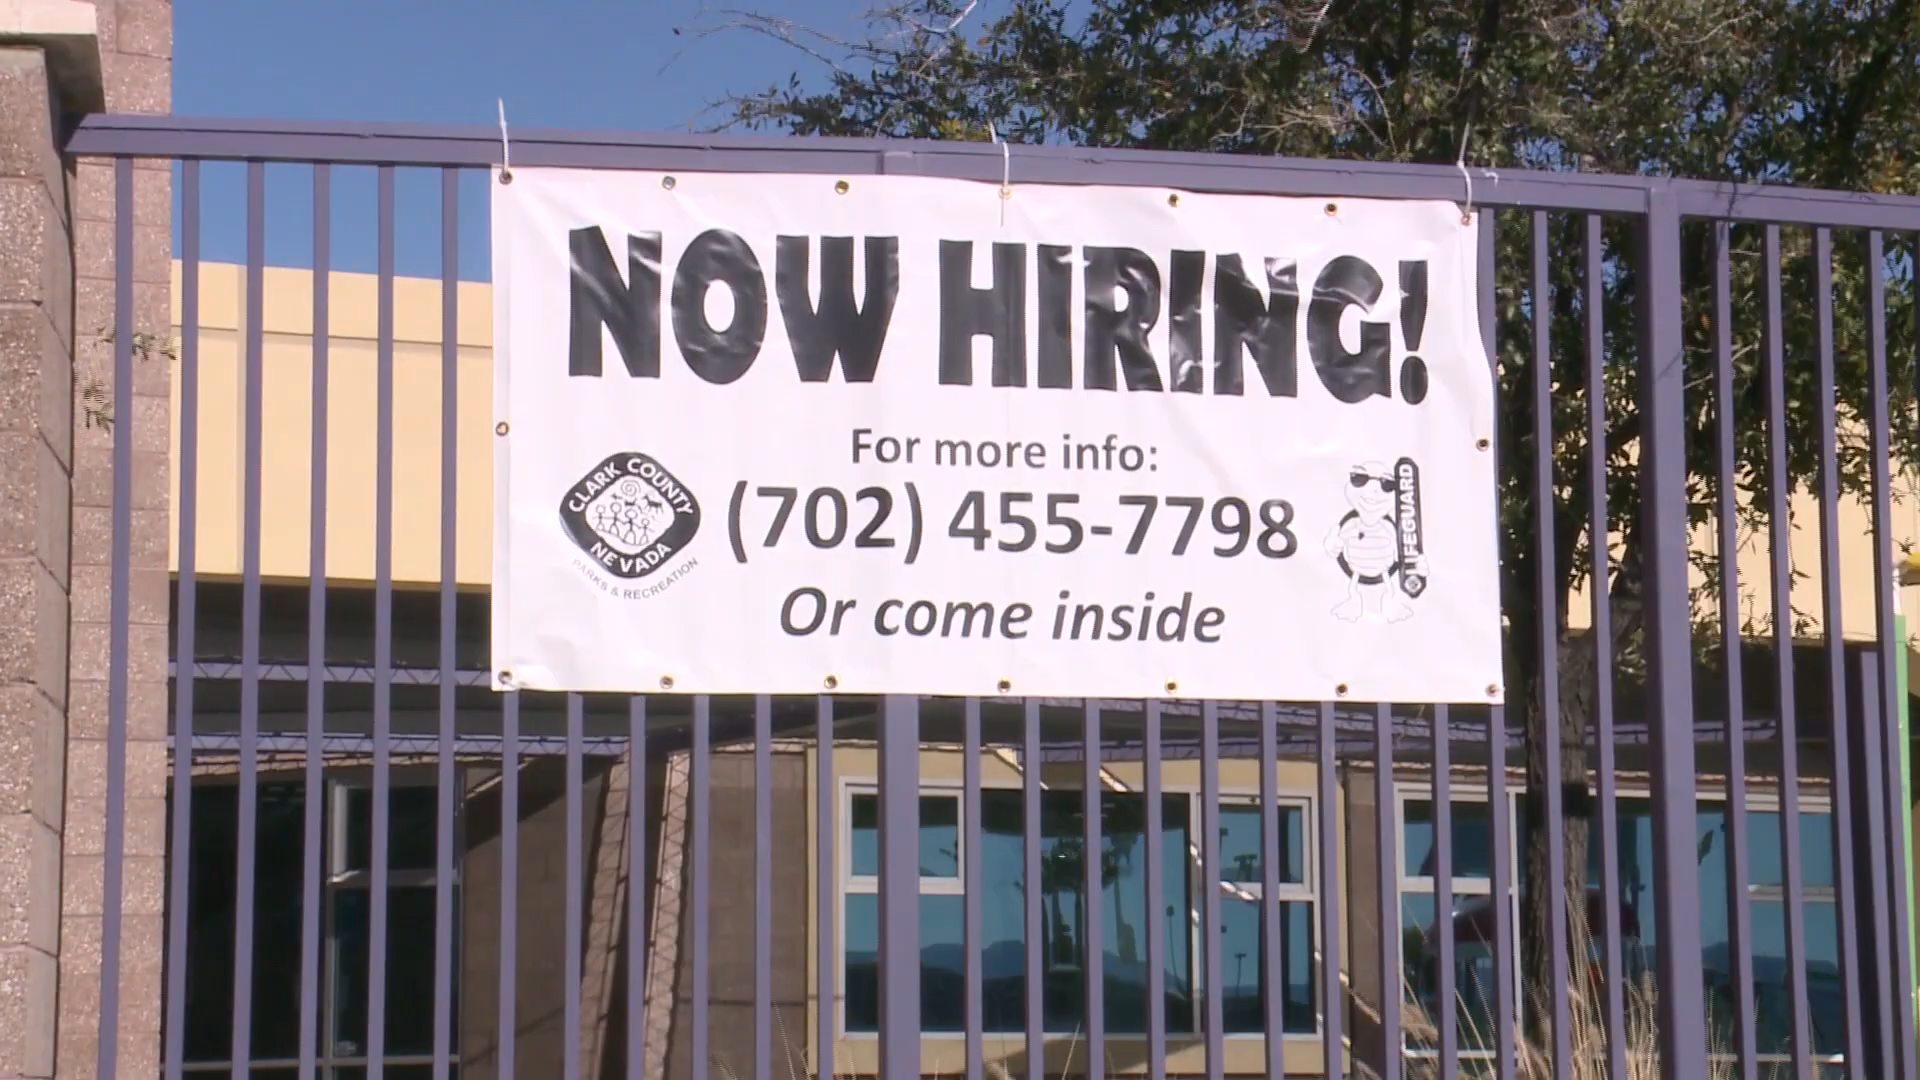 NOW HIRING!
For more info:
(702) 455-7798
Or come inside
CLARK COUNTY
NEVADA
PARKS & RECREATION
LIFEGUARD